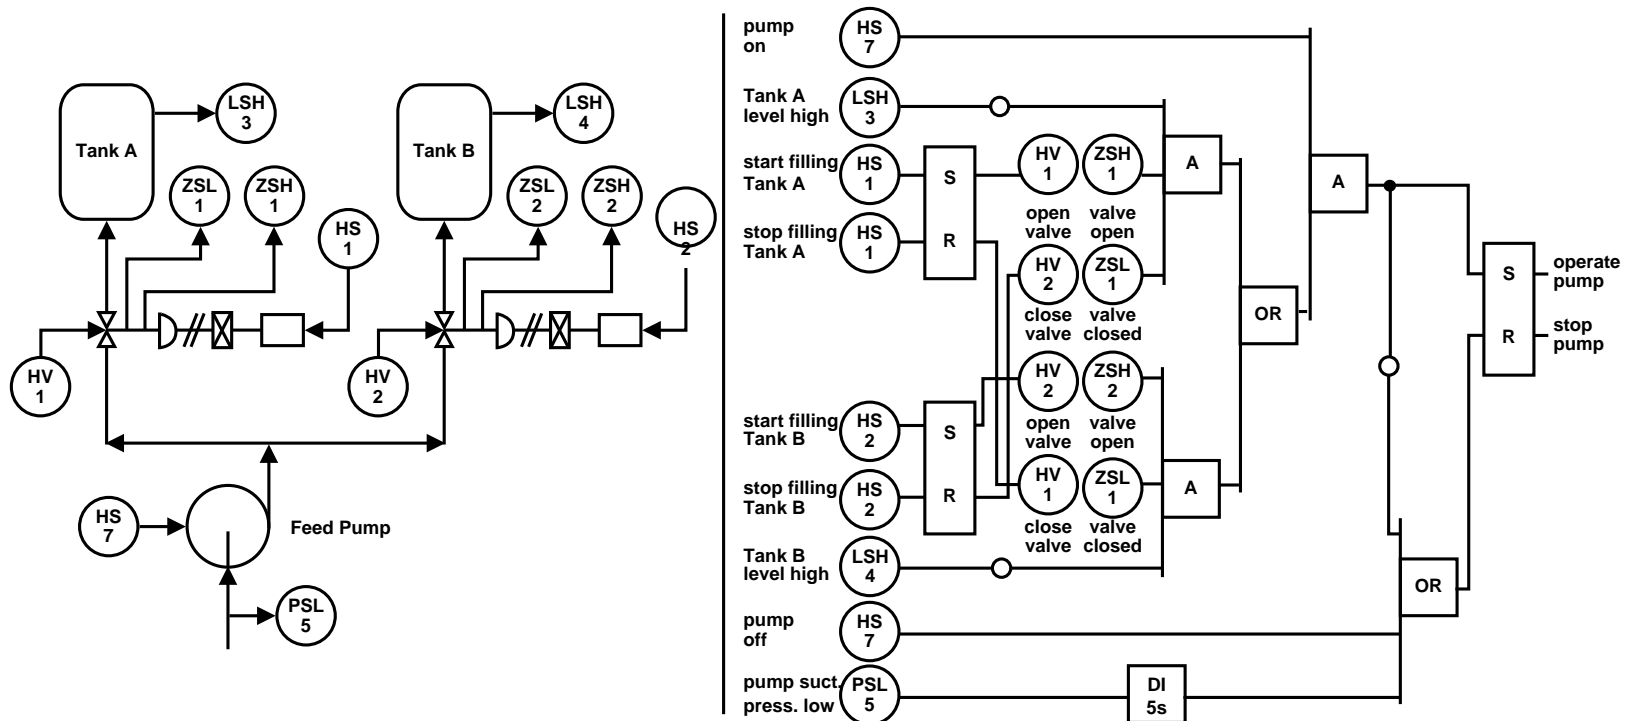 Tank A
LSH
3
ZSL
1
ZSH
1
HS
1
HV
1
Tank B
LSH
4
ZSL
2
ZSH
2
HS
2
HV
2
HS
7
Feed Pump
PSL
5
pump
on
HS
7
Tank A
level high
LSH
3
start filling
Tank A
HS
1
S
HV
1
open
valve
ZSH
1
valve
open
A
stop filling
Tank A
HS
1
R
HV
2
close
valve
ZSL
1
valve
closed
OR
A
S
operate
pump
R
stop
pump
HV
2
open
valve
ZSH
2
valve
open
start filling
Tank B
HS
2
S
stop filling
Tank B
HS
2
R
HV
1
close
valve
ZSL
1
valve
closed
A
Tank B
level high
LSH
4
OR
pump
off
HS
7
pump suct.
press. low
PSL
5
DI
5s